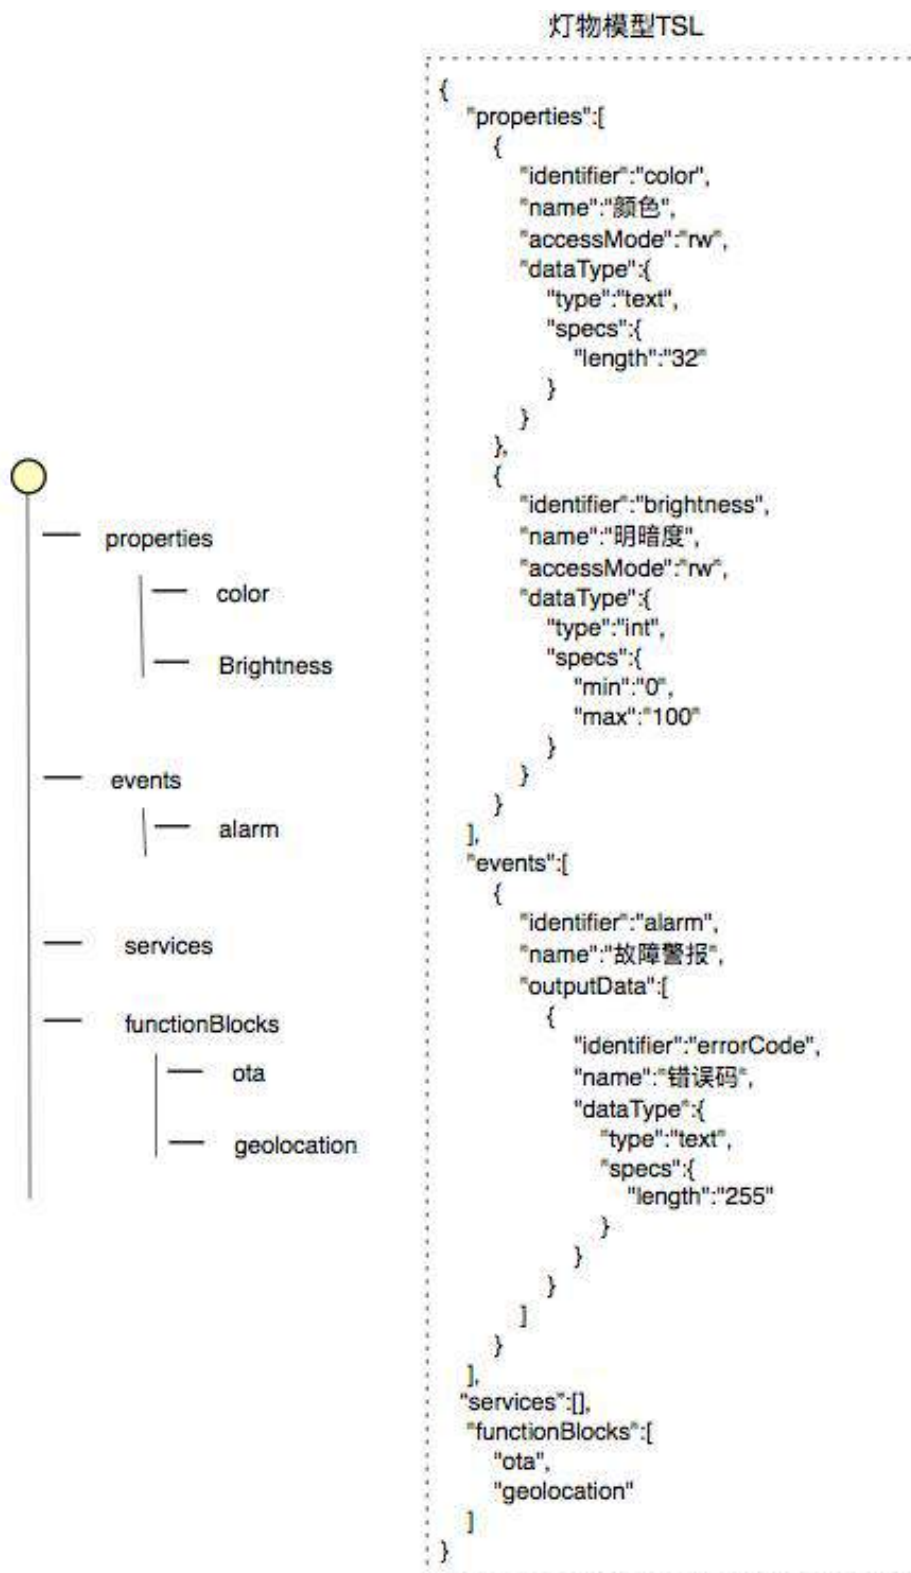 灯物模型TSL
properties
color
Brightness
events
alarm
services
functionBlocks
ota
geolocation
{
"properties":[
{
"identifier":"color",
"name":"颜色",
"accessMode":"rw",
"dataType":{
"type":"text",
"specs":{
"length":"32"
}
}
},
{
"identifier":"brightness",
"name":"明暗度",
"accessMode":"rw",
"dataType":{
"type":"int",
"specs":{
"min":"0",
"max":"100"
}
}
}
],
"events":[
{
"identifier":"alarm",
"name":"故障警报",
"outputData":[
{
"identifier":"errorCode",
"name":"错误码",
"dataType":{
"type":"text",
"specs":{
"length":"255"
}
}
}
]
}
],
"services":[],
"functionBlocks":[
"ota",
"geolocation"
]
}